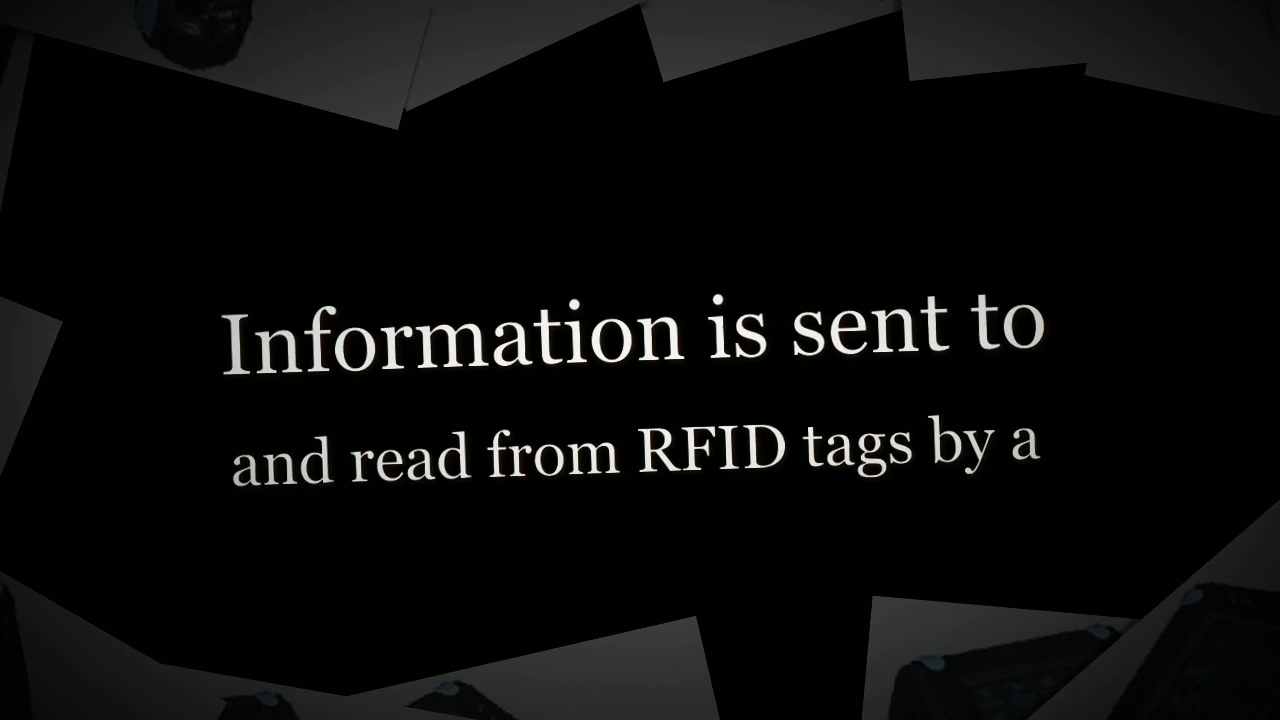 Information is sent to
and read from RFID tags by a